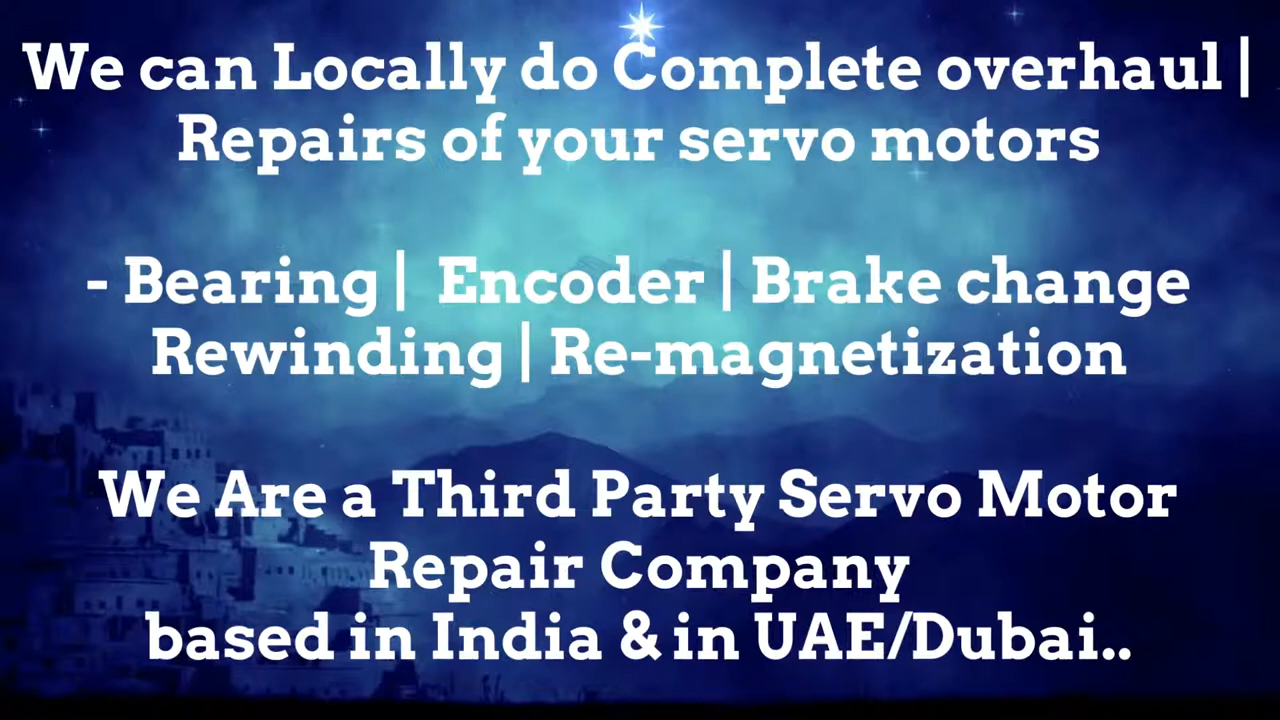 We can Locally do Complete overhaul |
Repairs of your servo motors
- Bearing | Encoder | Brake change
Rewinding | Re-magnetization
We Are a Third Party Servo Motor
Repair Company
based in India & in UAE/Dubai..